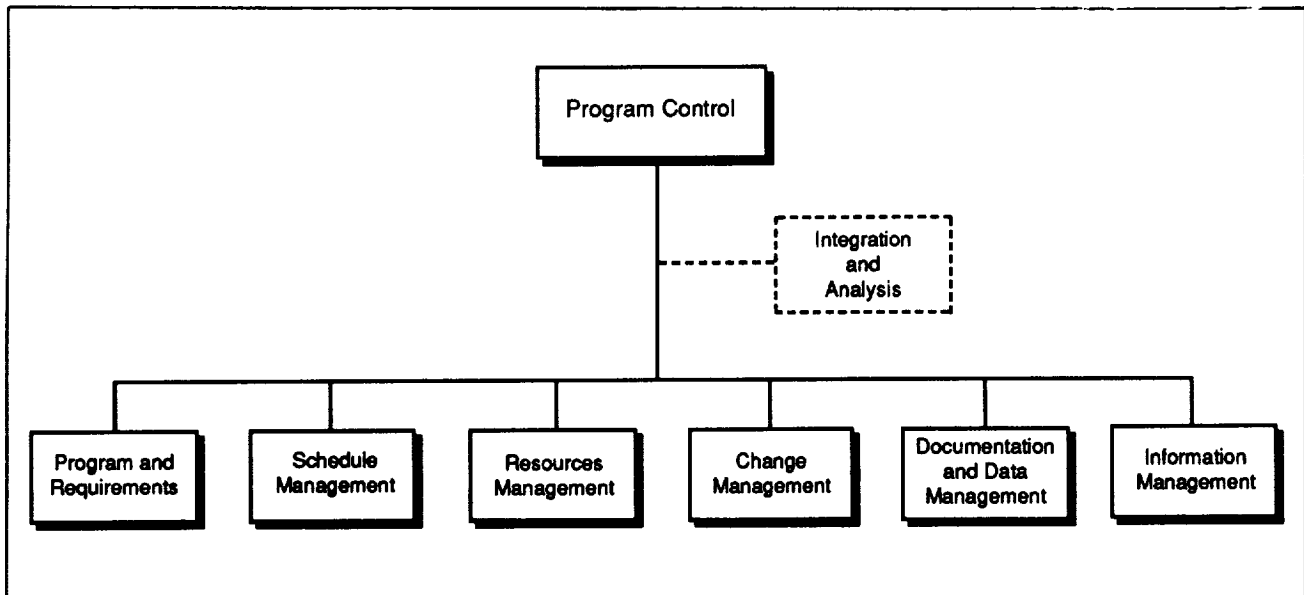 Program Control
Integration
and
Analysis
Program and
Requirements
Schedule
Management
Resources
Management
Change
Management
Documentation
and Data
Management
Information
Management